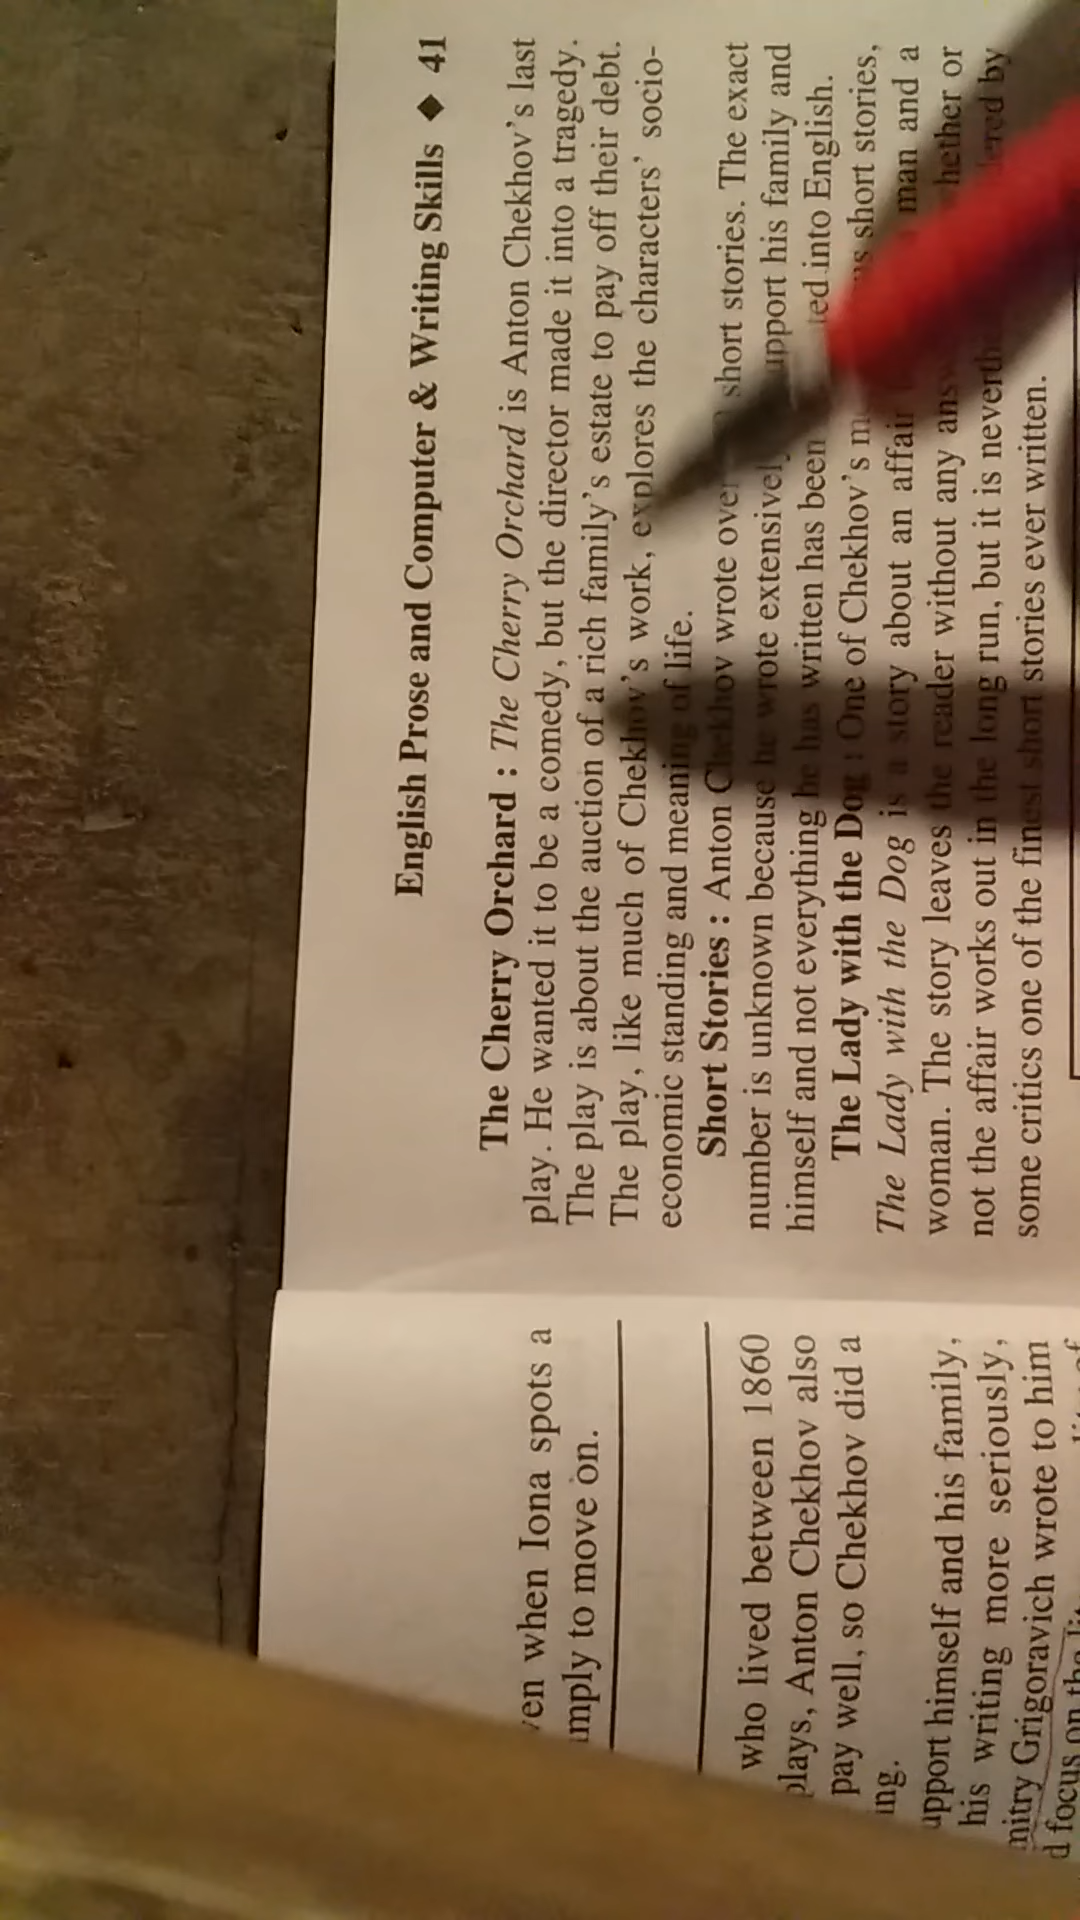 English Prose and Computer & Writing Skills ◆ 41
The Cherry Orchard : The Cherry Orchard is Anton Chekhov's last
play. He wanted it to be a comedy, but the director made it into a tragedy.
The play is about the auction of a rich family's estate to pay off their debt.
The play, like much of Chekhov's work, explores the characters' socio-
economic standing and meaning of life.
Short Stories : Anton Chekhov wrote over short stories. The exact
number is unknown because he wrote extensively support his family and
himself and not everything he has written has been into English.
The Lady with the Dog : One of Chekhov's short stories,
The Lady with the Dog is a story about an affair man and a
woman. The story leaves the reader without any whether or
not the affair works out in the long run, but it is by
some critics one of the finest short stories ever written.
when Iona spots a
to move on.
who lived between 1860
plays, Anton Chekhov also
pay well, so Chekhov did a
support himself and his family,
his writing more seriously,
Grigoravich wrote to him
focus on the